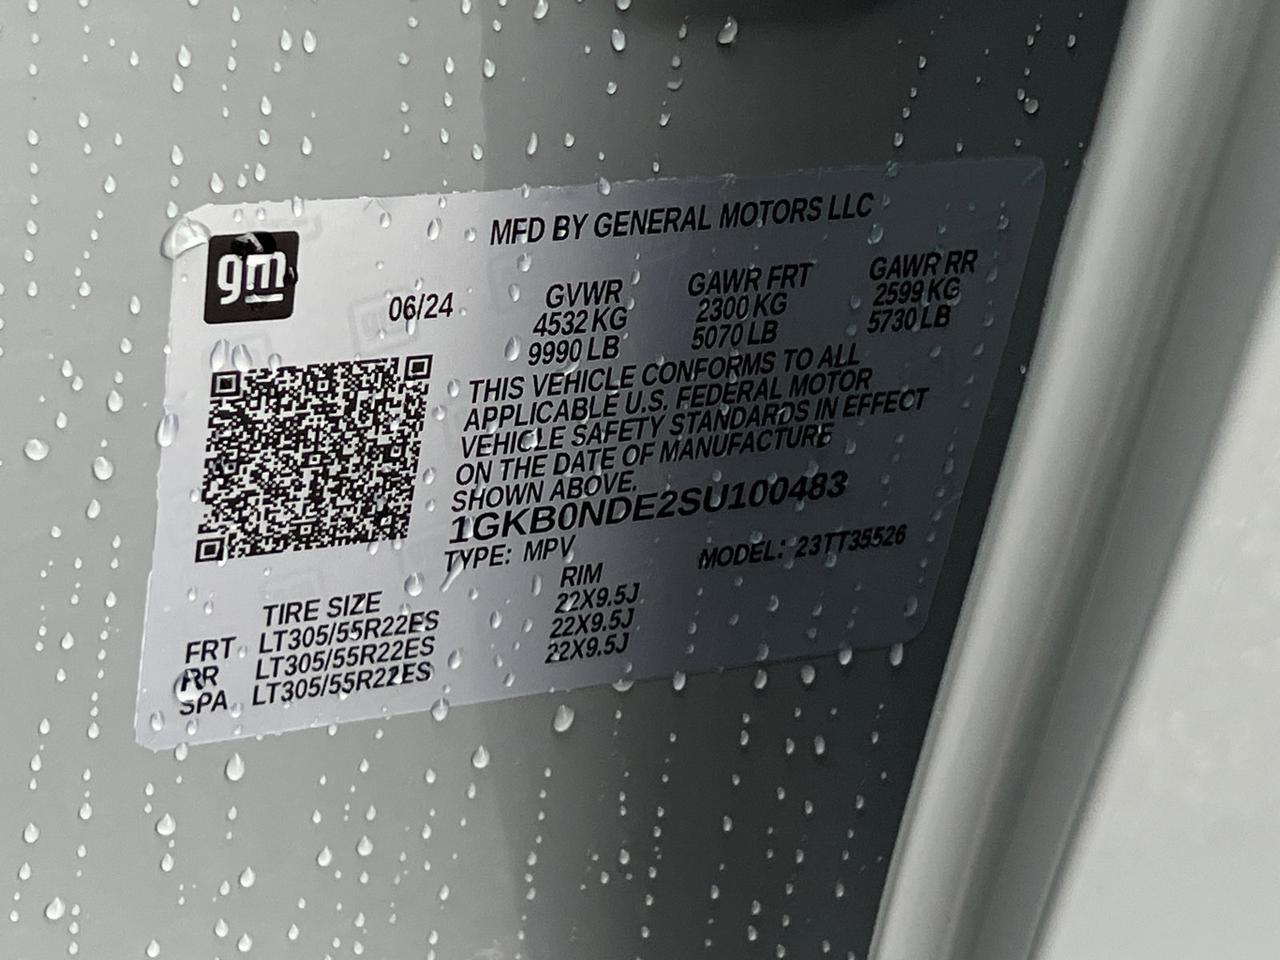 MFD BY GENERAL MOTORS LLC
gm
06/24
GVWR GAWR FRT GAWR RR
4532 KG 2300 KG 2599 KG
9990 LB 5070 LB 5730 LB
THIS VEHICLE CONFORMS TO ALL
APPLICABLE U.S. FEDERAL MOTOR
VEHICLE SAFETY STANDARDS IN EFFECT
ON THE DATE OF MANUFACTURE
SHOWN ABOVE.
1GKB0NDE2SU100483
TYPE: MPV MODEL: 23TT35526
TIRE SIZE RIM
FRT LT305/55R22ES 22X9.5J
RR LT305/55R22ES 22X9.5J
SPA LT305/55R22ES 22X9.5J